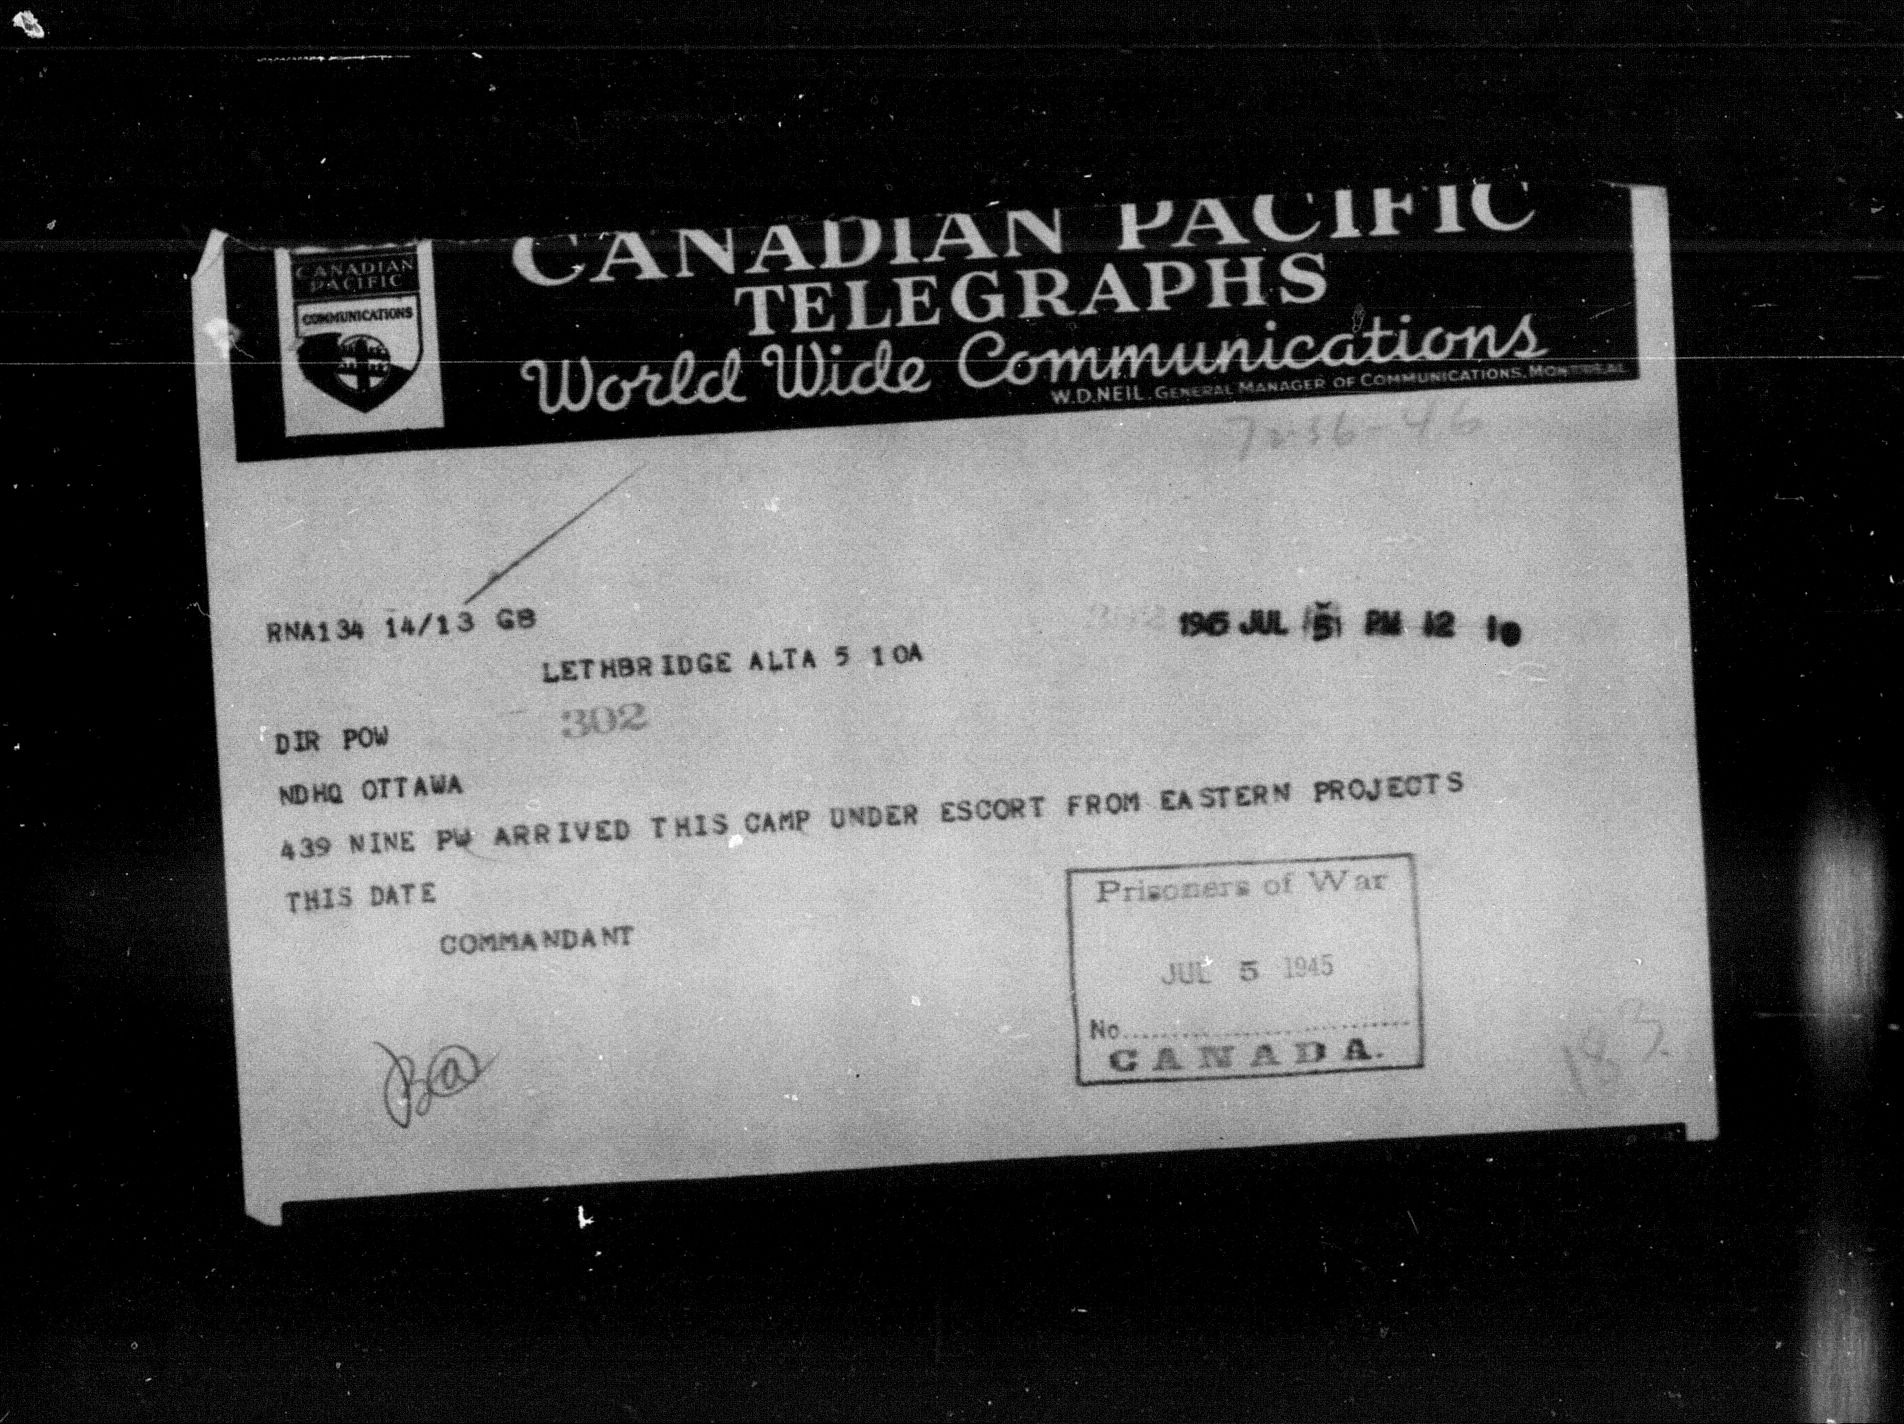 CANADIAN PACIFIC
TELEGRAPHS
World Wide Communications
W.D.NEIL, GENERAL MANAGER OF COMMUNICATIONS, MONTREAL
CANADIAN
PACIFIC
COMMUNICATIONS
RNA134 14/13 GB
1945 JUL 5 PM 12 10
LETHBRIDGE ALTA 5 10A
302
DIR POW
NDHQ OTTAWA
439 NINE PW ARRIVED THIS CAMP UNDER ESCORT FROM EASTERN PROJECTS
THIS DATE
COMMANDANT
Prisoners of War
JUL 5 1945
No.
CANADA.